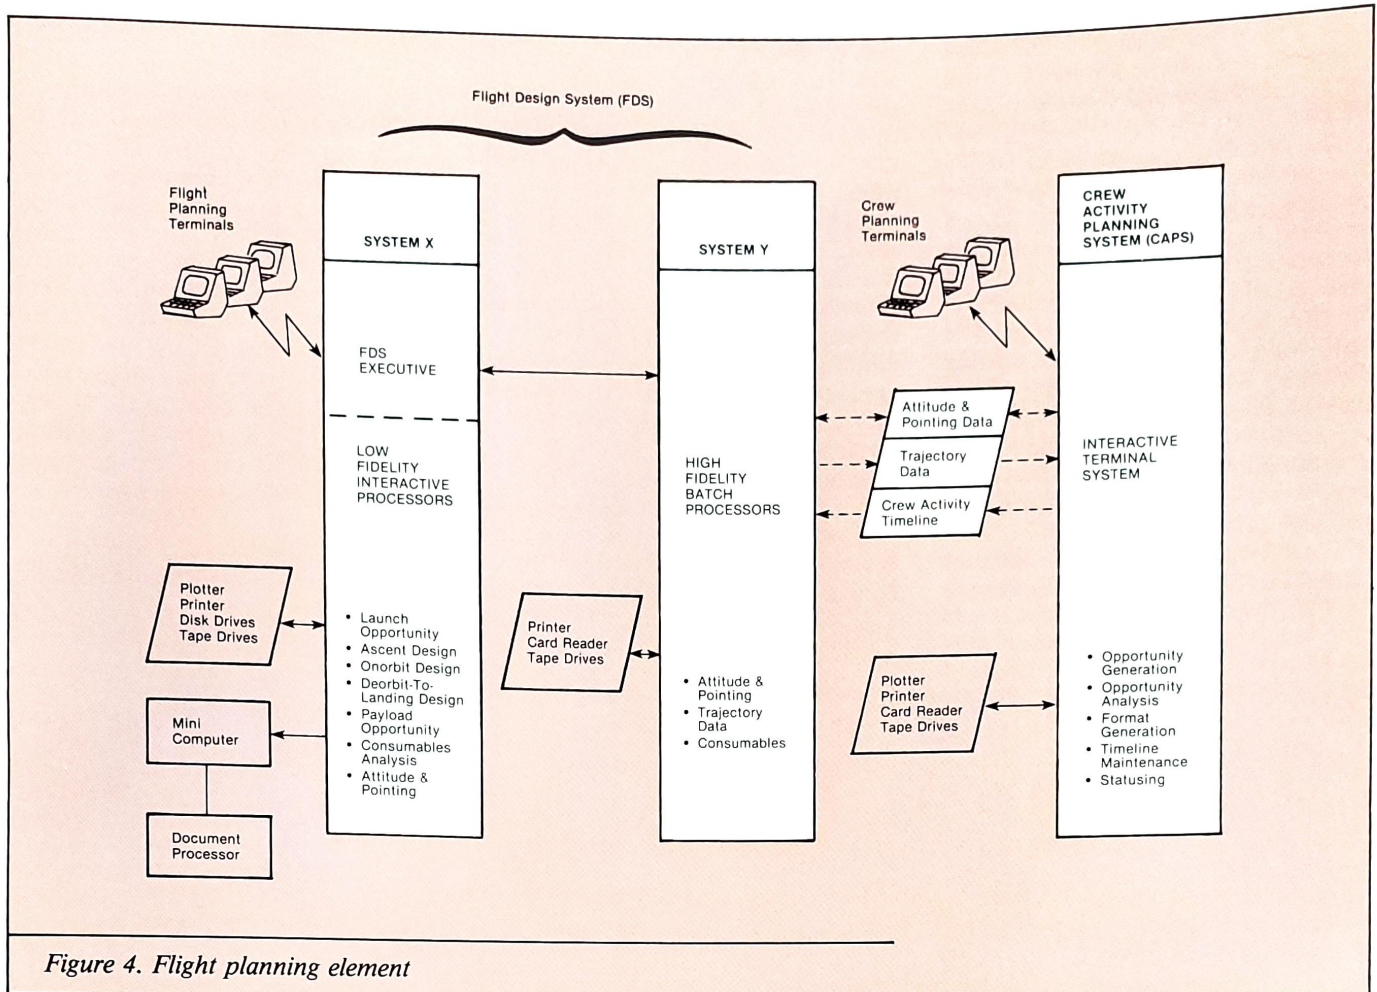 Flight Design System (FDS)
Flight
Planning
Terminals
SYSTEM X
FDS
EXECUTIVE
LOW
FIDELITY
INTERACTIVE
PROCESSORS
• Launch
Opportunity
• Ascent Design
• Onorbit Design
• Deorbit-To-
Landing Design
• Payload
Opportunity
• Consumables
Analysis
• Attitude &
Pointing
Plotter
Printer
Disk Drives
Tape Drives
Mini
Computer
Document
Processor
SYSTEM Y
HIGH
FIDELITY
BATCH
PROCESSORS
• Attitude &
Pointing
• Trajectory
Data
• Consumables
Printer
Card Reader
Tape Drives
Crew
Planning
Terminals
Attitude &
Pointing Data
Trajectory
Data
Crew Activity
Timeline
Plotter
Printer
Card Reader
Tape Drives
CREW
ACTIVITY
PLANNING
SYSTEM (CAPS)
INTERACTIVE
TERMINAL
SYSTEM
• Opportunity
Generation
• Opportunity
Analysis
• Format
Generation
• Timeline
Maintenance
• Statusing
Figure 4. Flight planning element